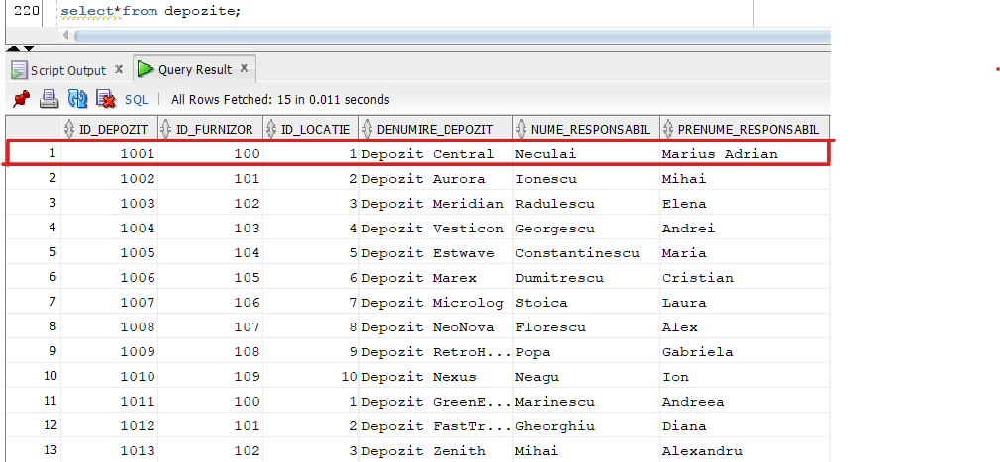 220 select*from depozite;
Script Output x Query Result x
SQL | All Rows Fetched: 15 in 0.011 seconds
ID_DEPOZIT ID_FURNIZOR ID_LOCATIE DENUMIRE_DEPOZIT NUME_RESPONSABIL PRENUME_RESPONSABIL
1 1001 100 1 Depozit Central Neculai Marius Adrian
2 1002 101 2 Depozit Aurora Ionescu Mihai
3 1003 102 3 Depozit Meridian Radulescu Elena
4 1004 103 4 Depozit Vesticon Georgescu Andrei
5 1005 104 5 Depozit Estwave Constantinescu Maria
6 1006 105 6 Depozit Marex Dumitrescu Cristian
7 1007 106 7 Depozit Microlog Stoica Laura
8 1008 107 8 Depozit NeoNova Florescu Alex
9 1009 108 9 Depozit RetroH... Popa Gabriela
10 1010 109 10 Depozit Nexus Neagu Ion
11 1011 100 1 Depozit GreenE... Marinescu Andreea
12 1012 101 2 Depozit FastTr... Gheorghiu Diana
13 1013 102 3 Depozit Zenith Mihai Alexandru